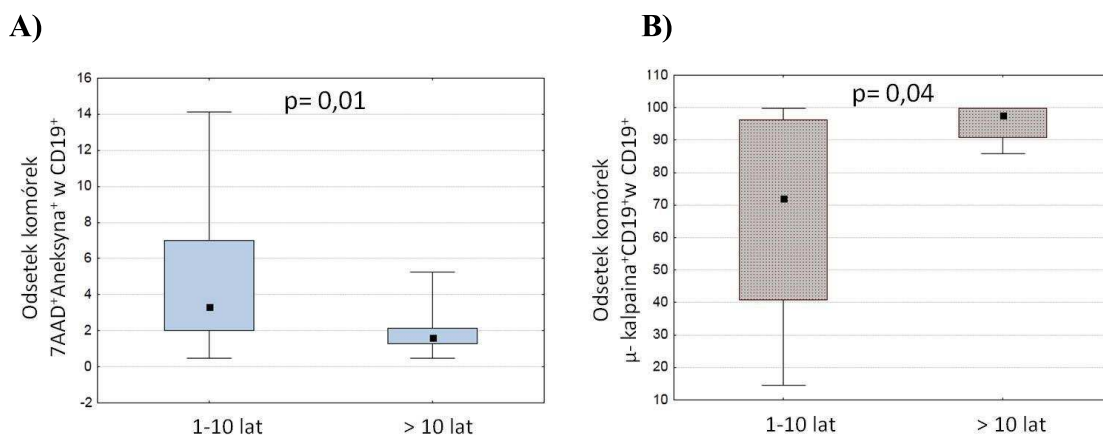 A)
B)
p= 0,01
16
14
12
10
8
6
4
2
0
-2
Odsetek komórek
7AAD⁺Aneksyna⁺ w CD19⁺
1-10 lat
> 10 lat
p= 0,04
110
100
90
80
70
60
50
40
30
20
10
Odsetek komórek
µ- kalpaina⁺CD19⁺w CD19⁺
1-10 lat
> 10 lat